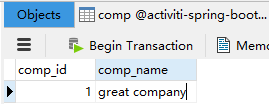 Objects comp @activiti-spring-boot...
Begin Transaction Memo
comp_id comp_name
1 great company